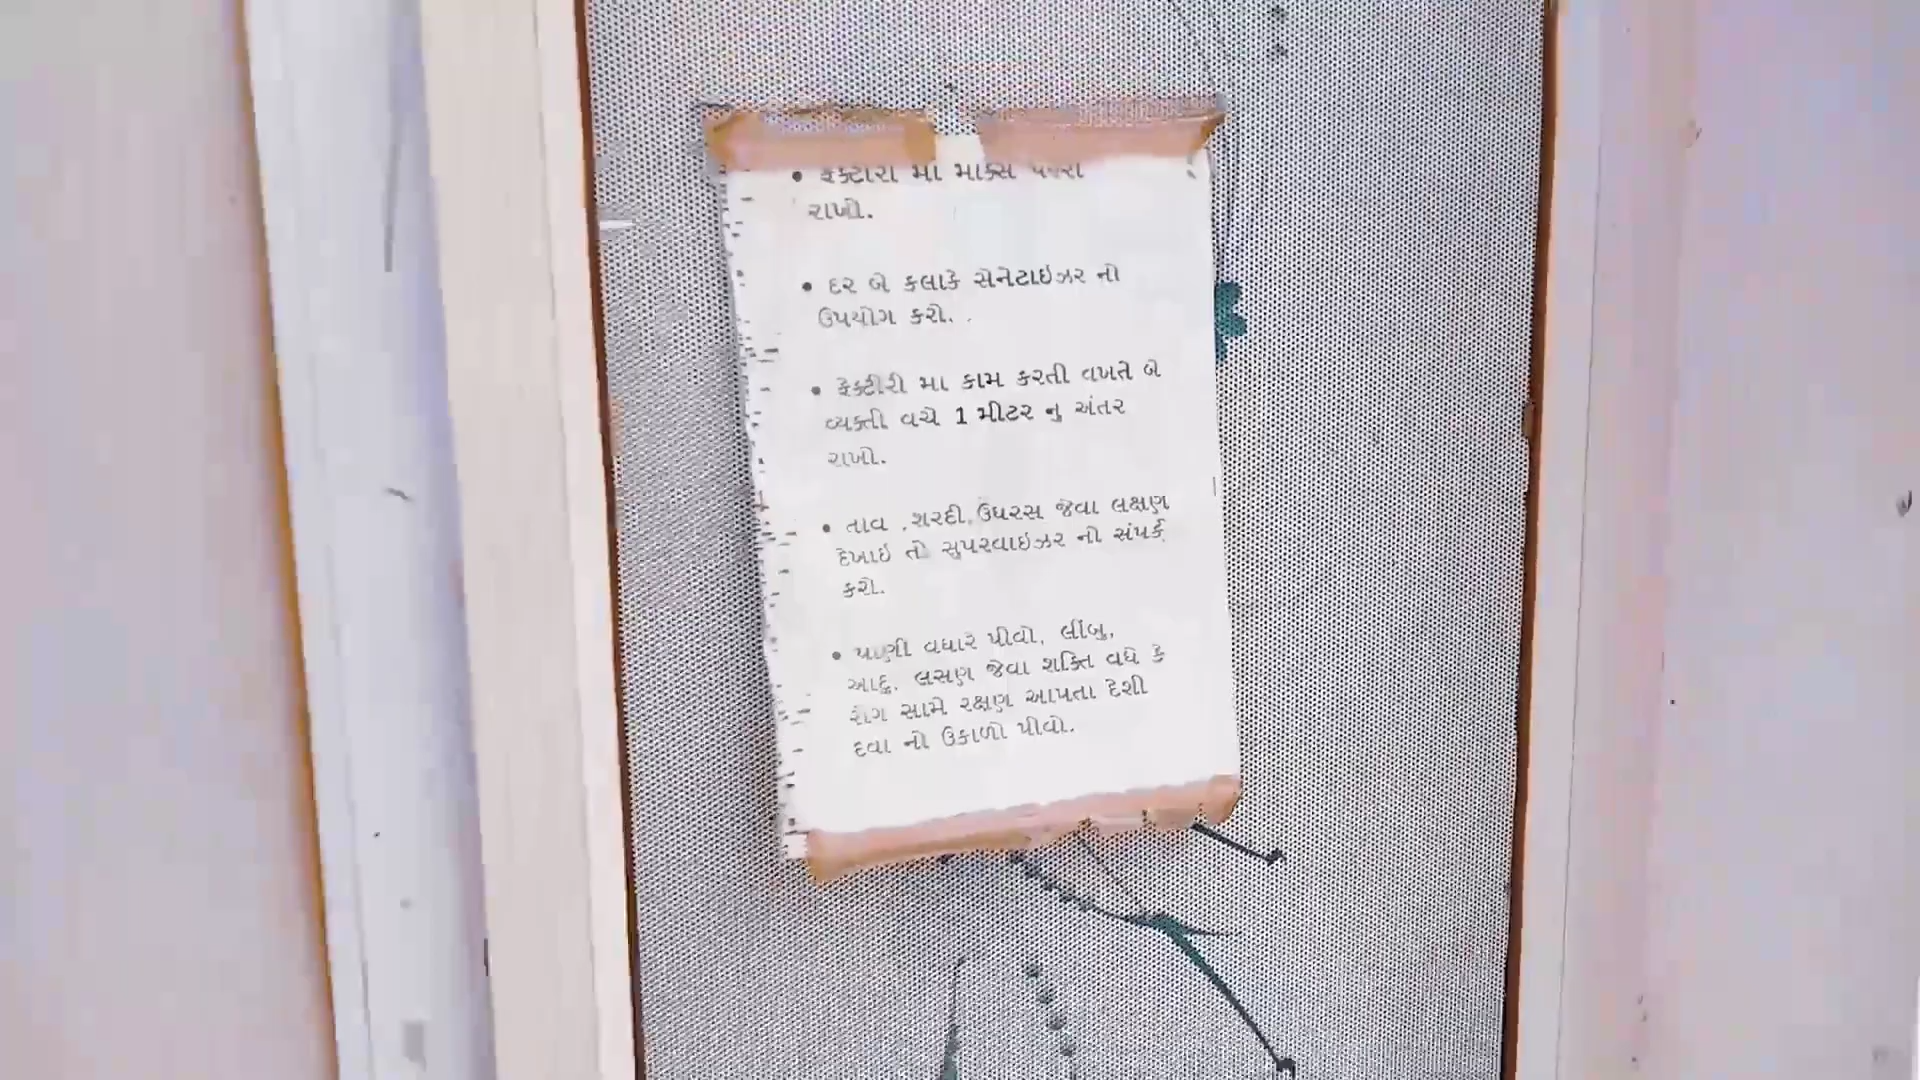 • ફેક્ટીરી મા માક્સ પહેરી
રાખો.
• દર બે કલાકે સેનેટાઇઝર નો
ઉપયોગ કરો.
• ફેક્ટીરી મા કામ કરતી વખતે બે
વ્યક્તી વચે 1 મીટર નુ અંતર
રાખો.
• તાવ ,શરદી,ઉધરસ જેવા લક્ષણ
દેખાઇ તો સુપરવાઇઝર નો સંપર્ક
કરો.
• પાણી વધારે પીવો, લીંબુ,
આદુ, લસણ જેવા શક્તિ વધે કે
રોગ સામે રક્ષણ આપતા દેશી
દવા નો ઉકાળો પીવો.